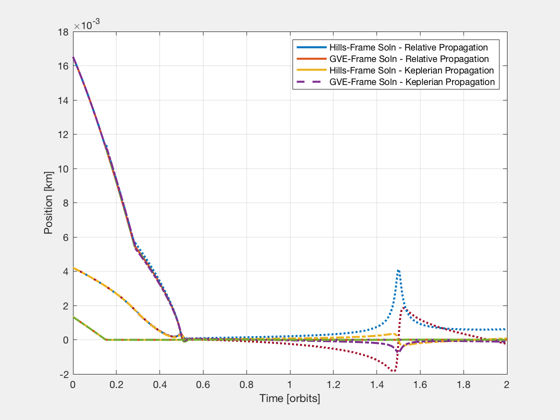 ×10⁻³
18
16
14
12
10
8
6
4
2
0
-2
Position [km]
Hills-Frame Soln - Relative Propagation
GVE-Frame Soln - Relative Propagation
Hills-Frame Soln - Keplerian Propagation
GVE-Frame Soln - Keplerian Propagation
0 0.2 0.4 0.6 0.8 1 1.2 1.4 1.6 1.8 2
Time [orbits]